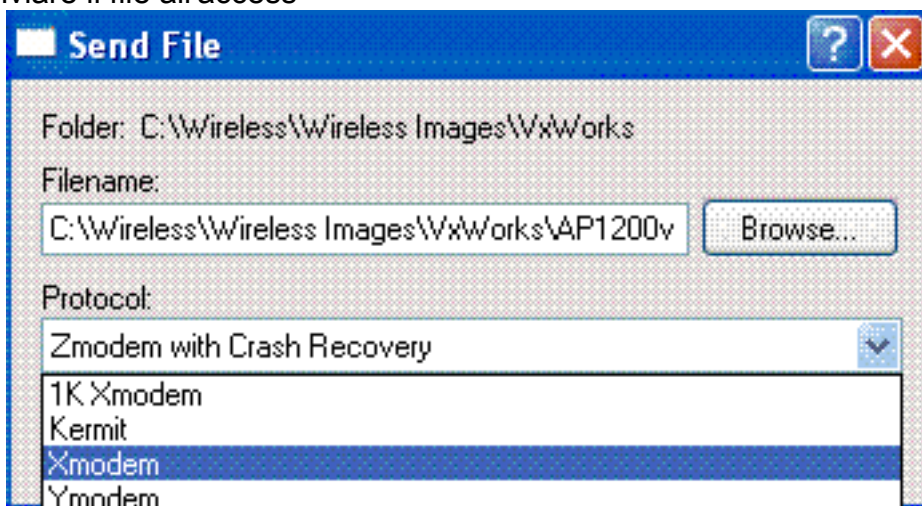 Send File
Folder: C:\Wireless\Wireless Images\VxWorks
Filename:
C:\Wireless\Wireless Images\VxWorks\AP1200v
Browse...
Protocol:
Zmodem with Crash Recovery
1K Xmodem
Kermit
Xmodem
Ymodem